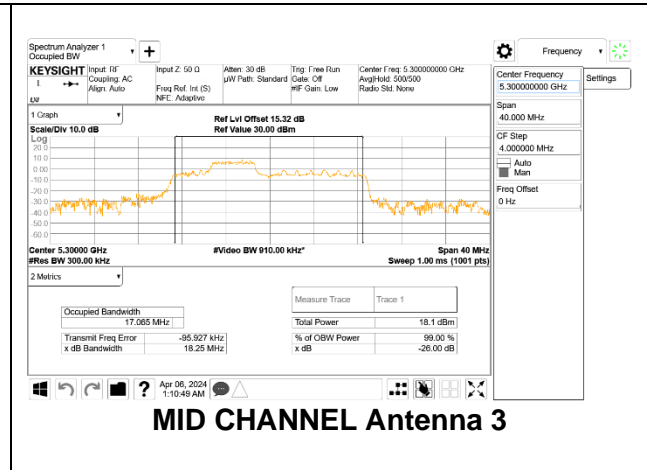 Spectrum Analyzer 1
Occupied BW
Frequency
KEYSIGHT Input: RF Input Z: 50 Ω Atten: 30 dB Trig: Free Run Center Freq: 5.300000000 GHz
Coupling: AC µW Path: Standard Gate: Off Avg|Hold: 500/500
Align: Auto Freq Ref: Int (S) #IF Gain: Low Radio Std: None
NFE: Adaptive
Center Frequency
5.300000000 GHz
Settings
Span
40.000 MHz
CF Step
4.000000 MHz
Auto
Man
Freq Offset
0 Hz
1 Graph
Ref Lvl Offset 15.32 dB
Scale/Div 10.0 dB Ref Value 30.00 dBm
Log
20.0
10.0
0.00
-10.0
-20.0
-30.0
-40.0
-50.0
-60.0
Center 5.30000 GHz #Video BW 910.00 kHz* Span 40 MHz
#Res BW 300.00 kHz Sweep 1.00 ms (1001 pts)
2 Metrics
Measure Trace Trace 1
Occupied Bandwidth
17.065 MHz Total Power 18.1 dBm
Transmit Freq Error -95.927 kHz % of OBW Power 99.00 %
x dB Bandwidth 18.25 MHz x dB -26.00 dB
Apr 06, 2024
1:10:49 AM
MID CHANNEL Antenna 3